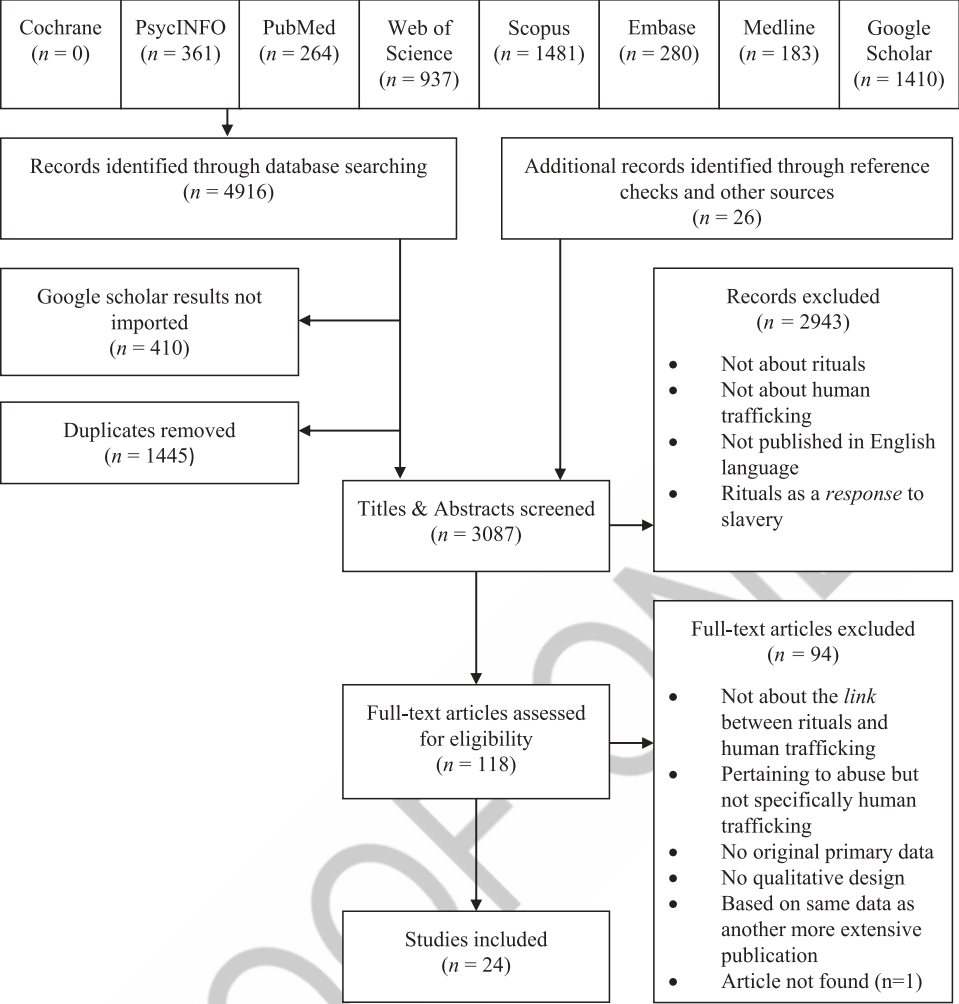 Cochrane
(n = 0)
PsycINFO
(n = 361)
PubMed
(n = 264)
Web of
Science
(n = 937)
Scopus
(n = 1481)
Embase
(n = 280)
Medline
(n = 183)
Google
Scholar
(n = 1410)
Records identified through database searching
(n = 4916)
Additional records identified through reference
checks and other sources
(n = 26)
Google scholar results not
imported
(n = 410)
Duplicates removed
(n = 1445)
Records excluded
(n = 2943)
• Not about rituals
• Not about human
trafficking
• Not published in English
language
• Rituals as a response to
slavery
Titles & Abstracts screened
(n = 3087)
Full-text articles excluded
(n = 94)
• Not about the link
between rituals and
human trafficking
• Pertaining to abuse but
not specifically human
trafficking
• No original primary data
• No qualitative design
• Based on same data as
another more extensive
publication
• Article not found (n=1)
Full-text articles assessed
for eligibility
(n = 118)
Studies included
(n = 24)